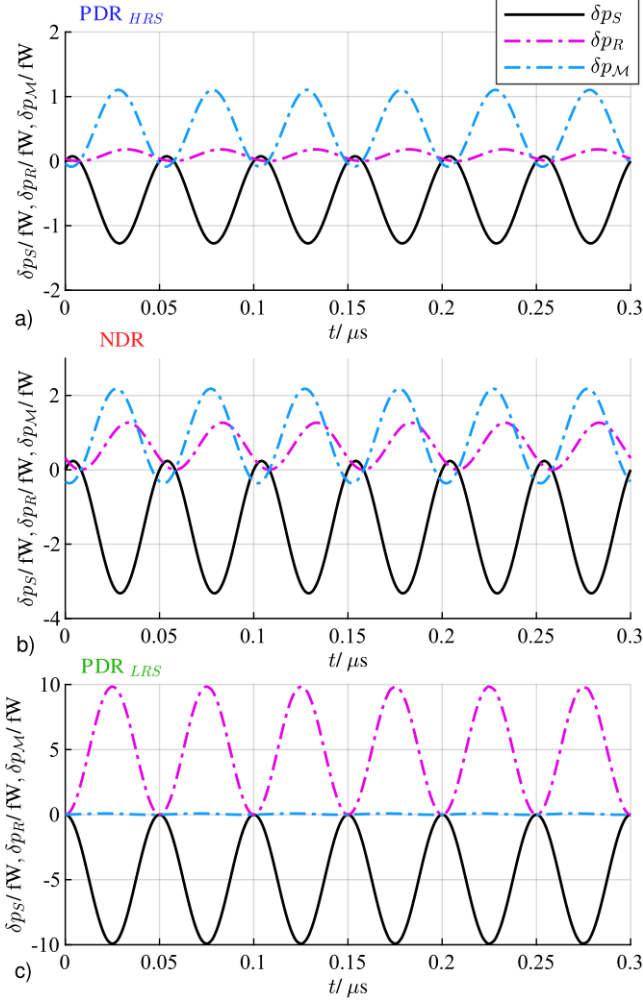 PDR HRS
δpS
δpR
δpM
δpS/ fW, δpR/ fW, δpM/ fW
2
1
0
-1
-2
0 0.05 0.1 0.15 0.2 0.25 0.3
t/ μs
a)
NDR
δpS/ fW, δpR/ fW, δpM/ fW
2
0
-2
-4
0 0.05 0.1 0.15 0.2 0.25 0.3
t/ μs
b)
PDR LRS
δpS/ fW, δpR/ fW, δpM/ fW
10
5
0
-5
-10
0 0.05 0.1 0.15 0.2 0.25 0.3
t/ μs
c)